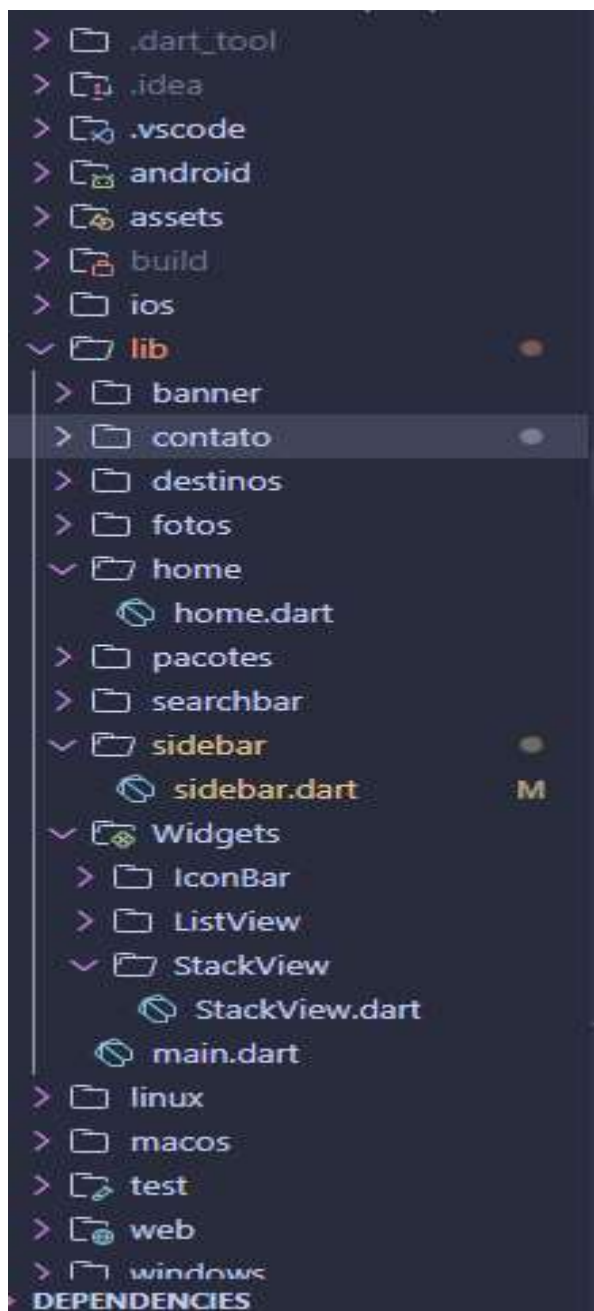 .dart_tool
.idea
.vscode
android
assets
build
ios
lib
banner
contato
destinos
fotos
home
home.dart
pacotes
searchbar
sidebar
sidebar.dart M
Widgets
IconBar
ListView
StackView
StackView.dart
main.dart
linux
macos
test
web
windows
DEPENDENCIES